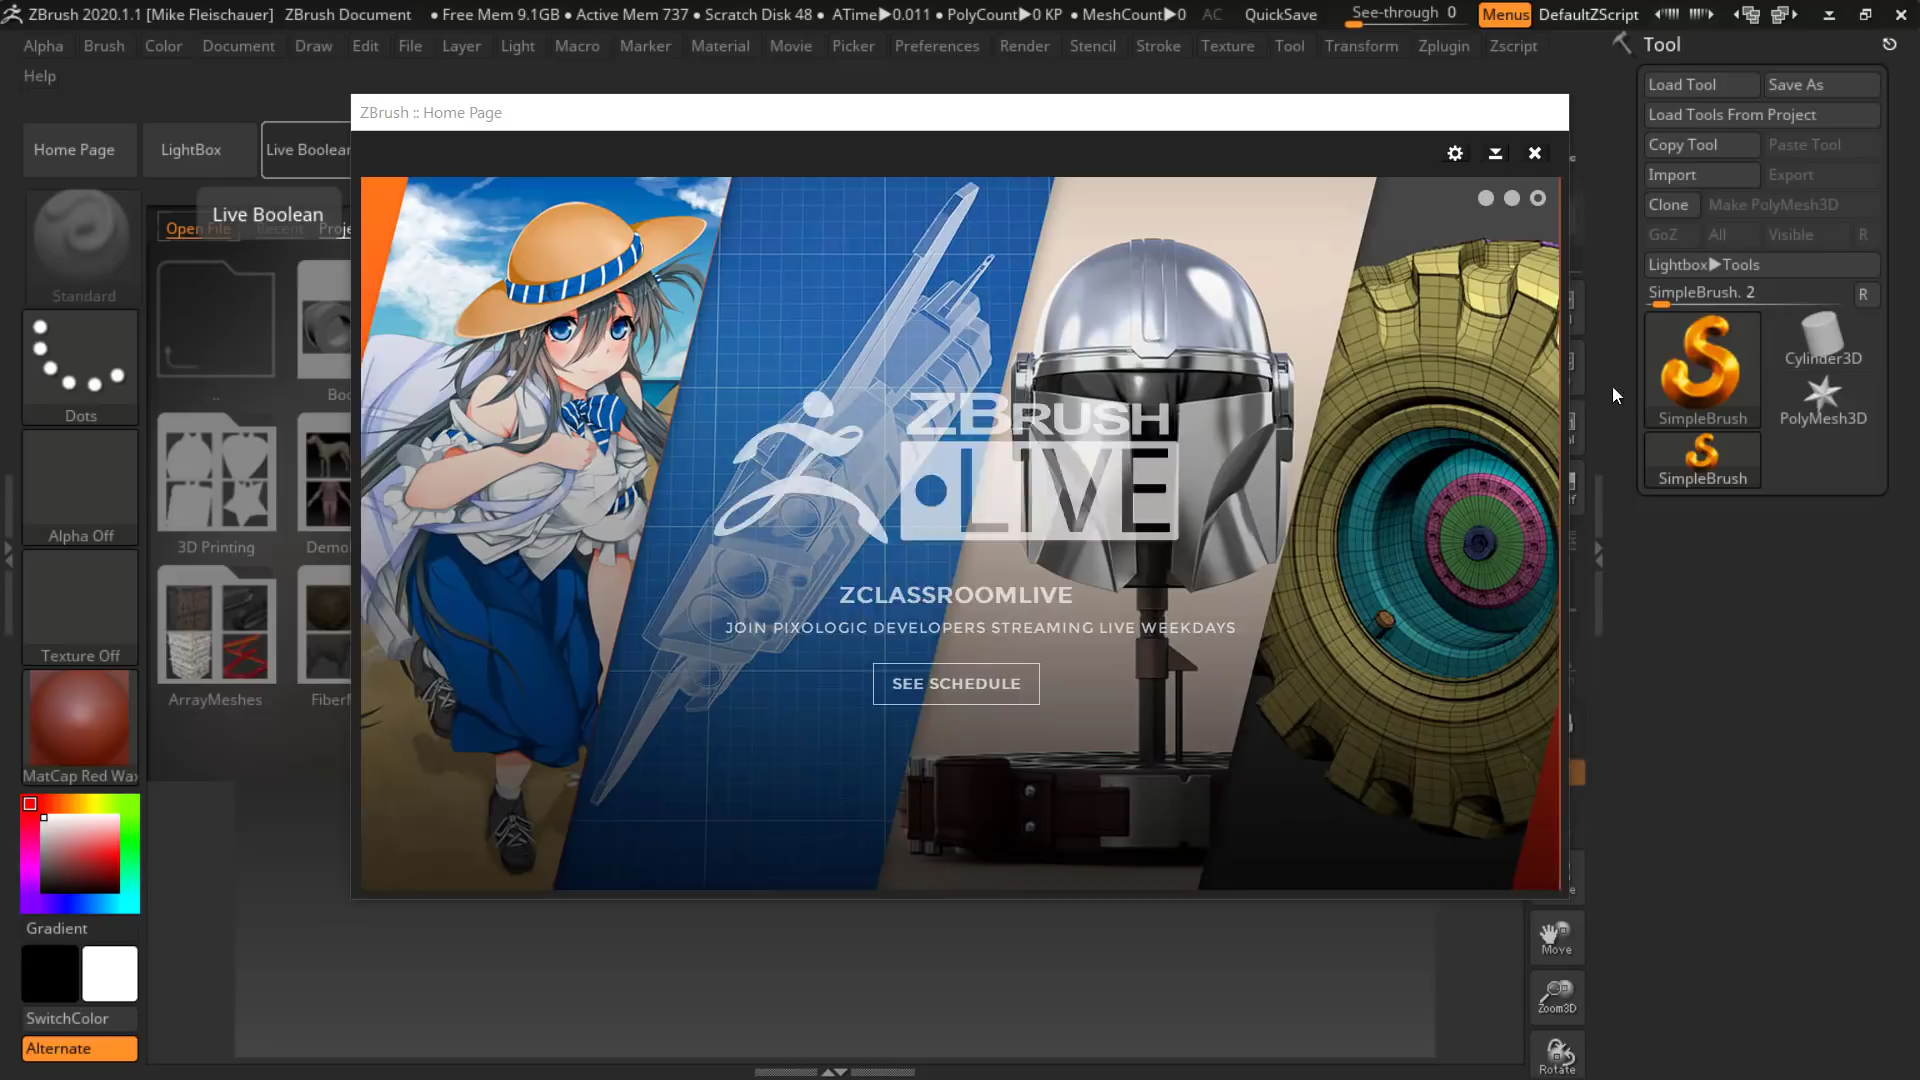 ZBrush 2020.1.1 [Mike Fleischauer] ZBrush Document • Free Mem 9.1GB • Active Mem 737 • Scratch Disk 48 • ATime▶0.011 • PolyCount▶0 KP • MeshCount▶0 AC QuickSave See-through 0 Menus DefaultZScript
Alpha Brush Color Document Draw Edit File Layer Light Macro Marker Material Movie Picker Preferences Render Stencil Stroke Texture Tool Transform Zplugin Zscript
Help
Tool
Load Tool Save As
Load Tools From Project
Copy Tool Paste Tool
Import Export
Clone Make PolyMesh3D
GoZ All Visible R
Lightbox▶Tools
SimpleBrush. 2 R
SimpleBrush
Cylinder3D
PolyMesh3D
SimpleBrush
ZBrush :: Home Page
Home Page LightBox Live Boolean
Live Boolean
Open File Recent Proje
Standard
Dots
Alpha Off
Texture Off
MatCap Red Wax
Gradient
SwitchColor
Alternate
..
Boo
3D Printing
Demo
ArrayMeshes
Fiber
ZBRUSH
LIVE
ZCLASSROOMLIVE
JOIN PIXOLOGIC DEVELOPERS STREAMING LIVE WEEKDAYS
SEE SCHEDULE
Move
Zoom3D
Rotate